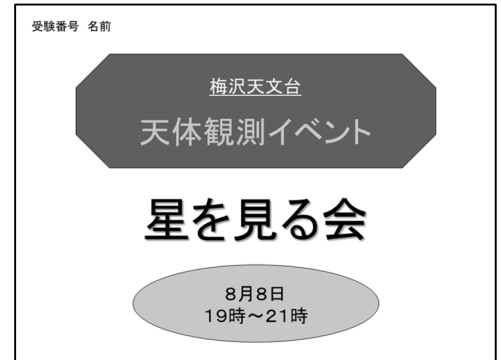 受験番号 名前
梅沢天文台
天体観測イベント
星を見る会
8月8日
19時～21時